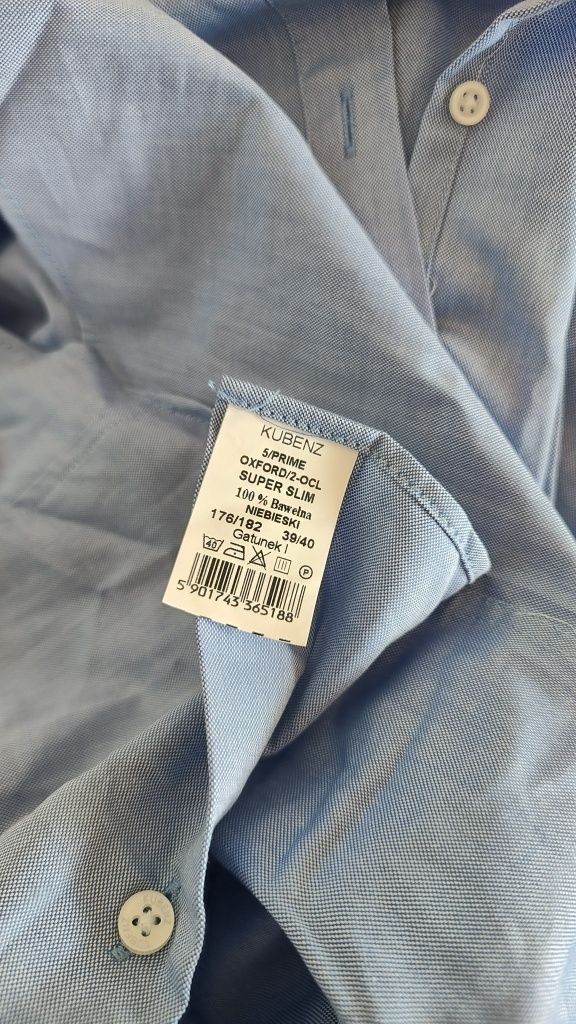 KUBENZ
5/PRIME
OXFORD/2-OCL
SUPER SLIM
100 % Bawełna
NIEBIESKI
176/182 39/40
Gatunek I
40 P
5 901743 365188